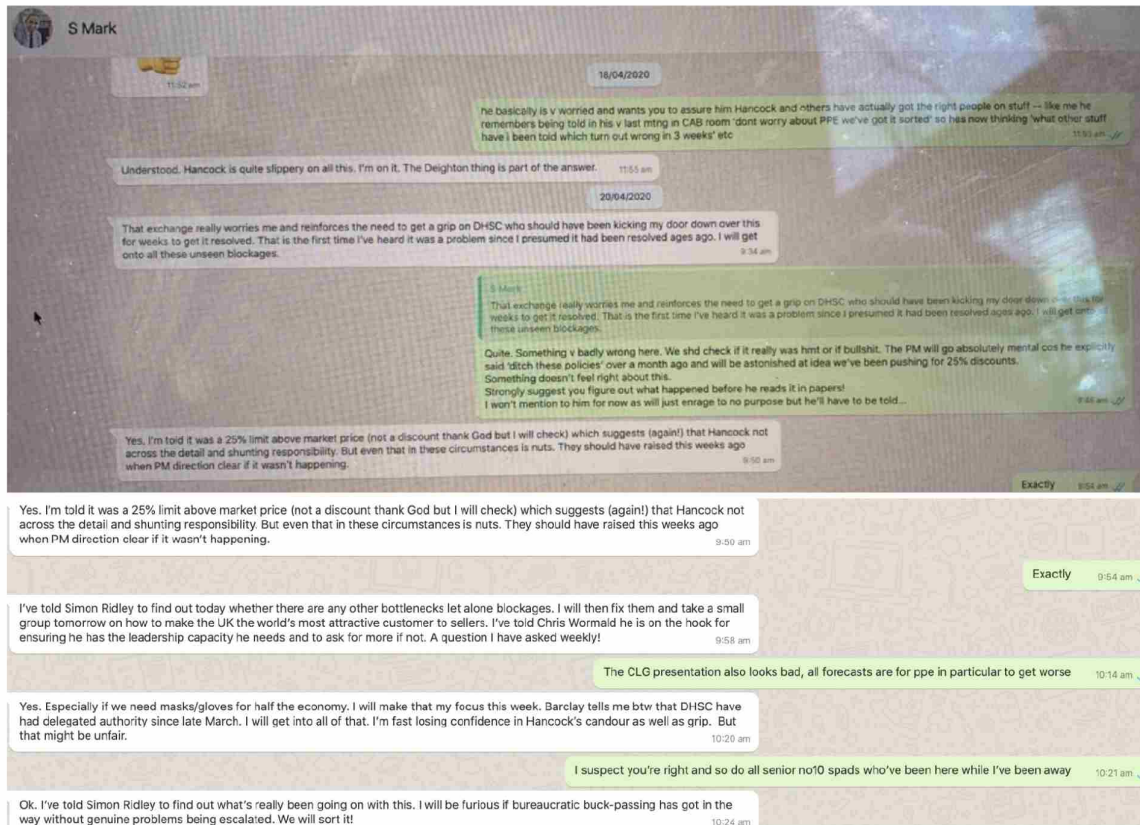 S Mark
11:52 am
18/04/2020
he basically is v worried and wants you to assure him Hancock and others have actually got the right people on stuff -- like me he
remembers being told in his v last mtng in CAB room 'dont worry about PPE we've got it sorted' so hes now thinking 'what other stuff
have i been told which turn out wrong in 3 weeks' etc
11:53 am
Understood. Hancock is quite slippery on all this. I'm on it. The Deighton thing is part of the answer.
11:55 am
20/04/2020
That exchange really worries me and reinforces the need to get a grip on DHSC who should have been kicking my door down over this
for weeks to get it resolved. That is the first time I've heard it was a problem since I presumed it had been resolved ages ago. I will get
onto all these unseen blockages.
9:34 am
S Mark
That exchange really worries me and reinforces the need to get a grip on DHSC who should have been kicking my door down over this for
weeks to get it resolved. That is the first time I've heard it was a problem since I presumed it had been resolved ages ago. I will get onto
these unseen blockages.
Quite. Something v badly wrong here. We shd check if it really was hmt or if bullshit. The PM will go absolutely mental cos he explicitly
said 'ditch these policies' over a month ago and will be astonished at idea we've been pushing for 25% discounts.
Something doesn't feel right about this.
Strongly suggest you figure out what happened before he reads it in papers!
I won't mention to him for now as will just enrage to no purpose but he'll have to be told...
am
Yes. I'm told it was a 25% limit above market price (not a discount thank God but I will check) which suggests (again!) that Hancock not
across the detail and shunting responsibility. But even that in these circumstances is nuts. They should have raised this weeks ago
when PM direction clear if it wasn't happening.
9:50 am
Exactly
9:54 am
Yes. I'm told it was a 25% limit above market price (not a discount thank God but I will check) which suggests (again!) that Hancock not
across the detail and shunting responsibility. But even that in these circumstances is nuts. They should have raised this weeks ago
when PM direction clear if it wasn't happening.
9:50 am
Exactly
9:54 am
I've told Simon Ridley to find out today whether there are any other bottlenecks let alone blockages. I will then fix them and take a small
group tomorrow on how to make the UK the world's most attractive customer to sellers. I've told Chris Wormald he is on the hook for
ensuring he has the leadership capacity he needs and to ask for more if not. A question I have asked weekly!
9:58 am
The CLG presentation also looks bad, all forecasts are for ppe in particular to get worse
10:14 am
Yes. Especially if we need masks/gloves for half the economy. I will make that my focus this week. Barclay tells me btw that DHSC have
had delegated authority since late March. I will get into all of that. I'm fast losing confidence in Hancock's candour as well as grip. But
that might be unfair.
10:20 am
I suspect you're right and so do all senior no10 spads who've been here while I've been away
10:21 am
Ok. I've told Simon Ridley to find out what's really been going on with this. I will be furious if bureaucratic buck-passing has got in the
way without genuine problems being escalated. We will sort it!
10:24 am